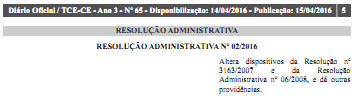 Diário Oficial / TCE-CE - Ano 3 - Nº 65 - Disponibilização: 14/04/2016 - Publicação: 15/04/2016 5
RESOLUÇÃO ADMINISTRATIVA
RESOLUÇÃO ADMINISTRATIVA Nº 02/2016
Altera dispositivos da Resolução nº
3163/2007 e da Resolução
Administrativa nº 06/2008, e dá outras
providências.